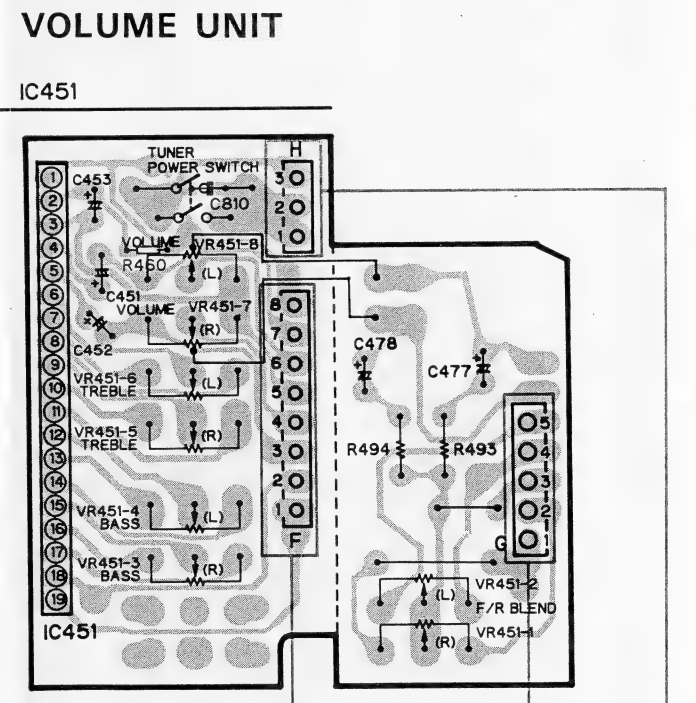 VOLUME UNIT
IC451
H
TUNER
POWER SWITCH
1
2
3
4
5
6
7
8
9
10
11
12
13
14
15
16
17
18
19
IC451
C453
C810
3
2
1
VOLUME
VR451-8
R460
(L)
C451
VOLUME
VR451-7
(R)
C452
VR451-6
TREBLE
(L)
VR451-5
TREBLE
(R)
VR451-4
BASS
(L)
VR451-3
BASS
(R)
8
7
6
5
4
3
2
1
F
C478
C477
R494
R493
5
4
3
2
1
G
VR451-2
(L)
F/R BLEND
VR451-1
(R)